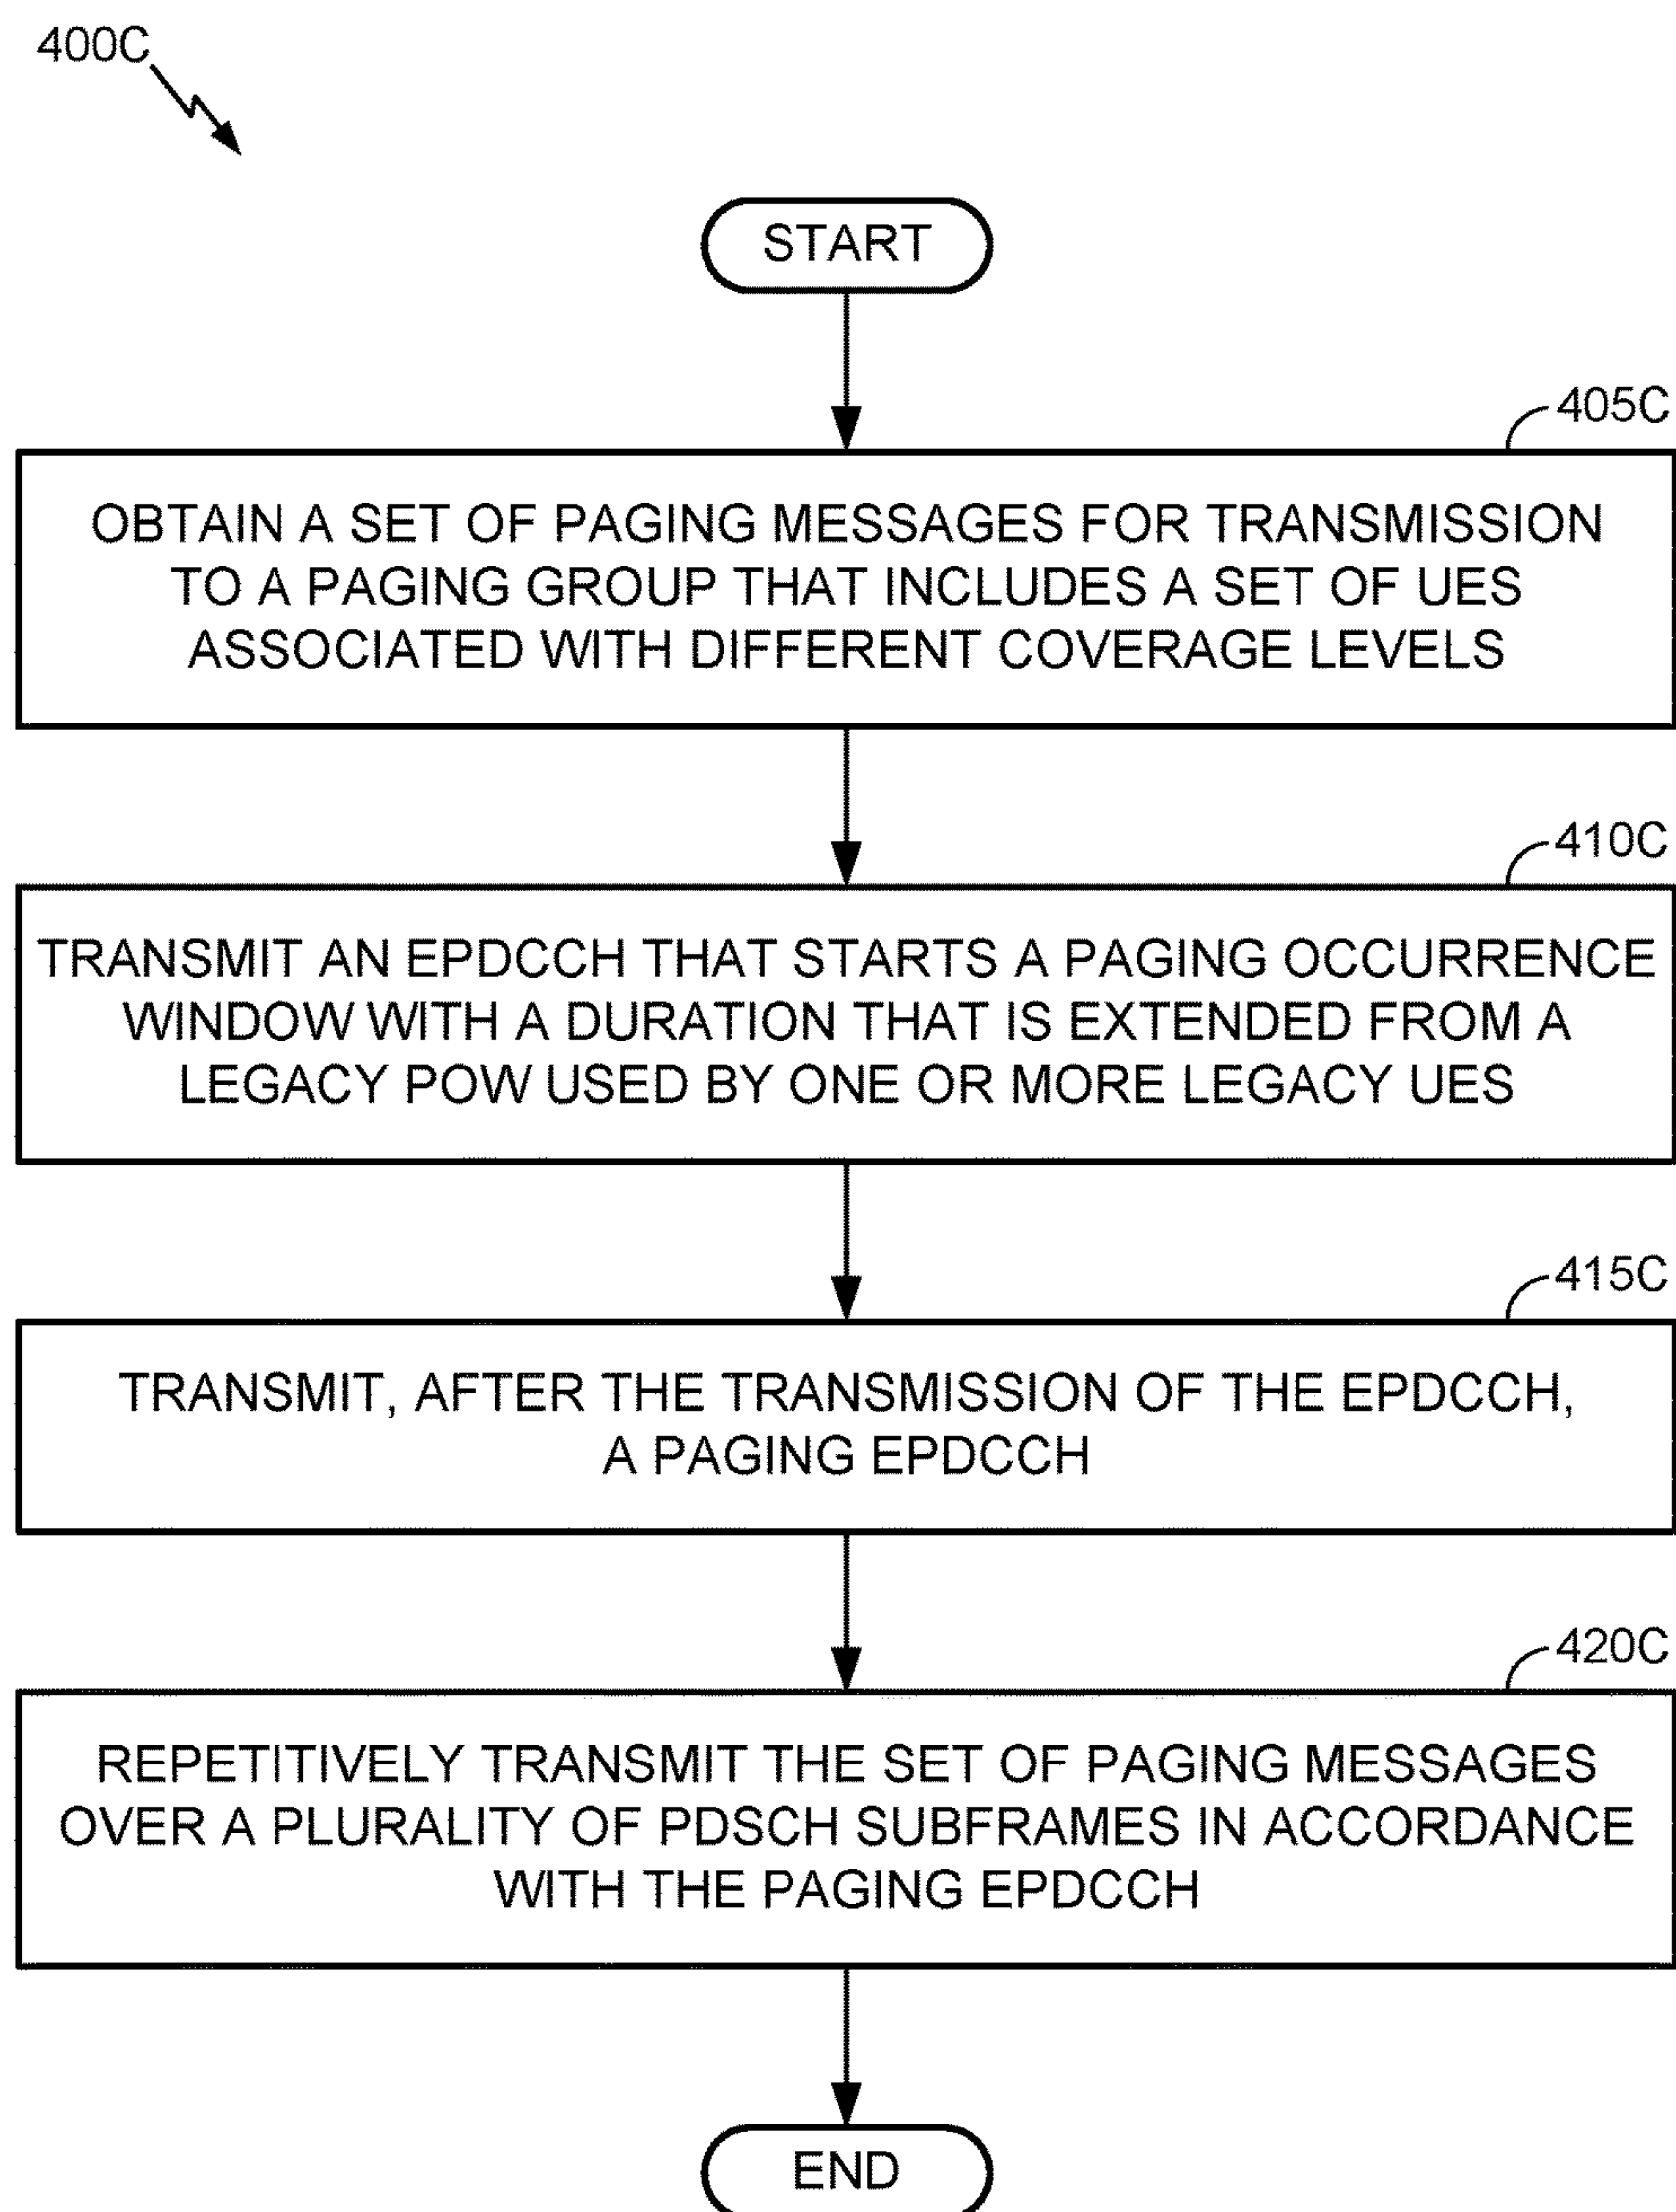 400C
START
405C
OBTAIN A SET OF PAGING MESSAGES FOR TRANSMISSION
TO A PAGING GROUP THAT INCLUDES A SET OF UES
ASSOCIATED WITH DIFFERENT COVERAGE LEVELS
410C
TRANSMIT AN EPDCCH THAT STARTS A PAGING OCCURRENCE
WINDOW WITH A DURATION THAT IS EXTENDED FROM A
LEGACY POW USED BY ONE OR MORE LEGACY UES
415C
TRANSMIT, AFTER THE TRANSMISSION OF THE EPDCCH,
A PAGING EPDCCH
420C
REPETITIVELY TRANSMIT THE SET OF PAGING MESSAGES
OVER A PLURALITY OF PDSCH SUBFRAMES IN ACCORDANCE
WITH THE PAGING EPDCCH
END